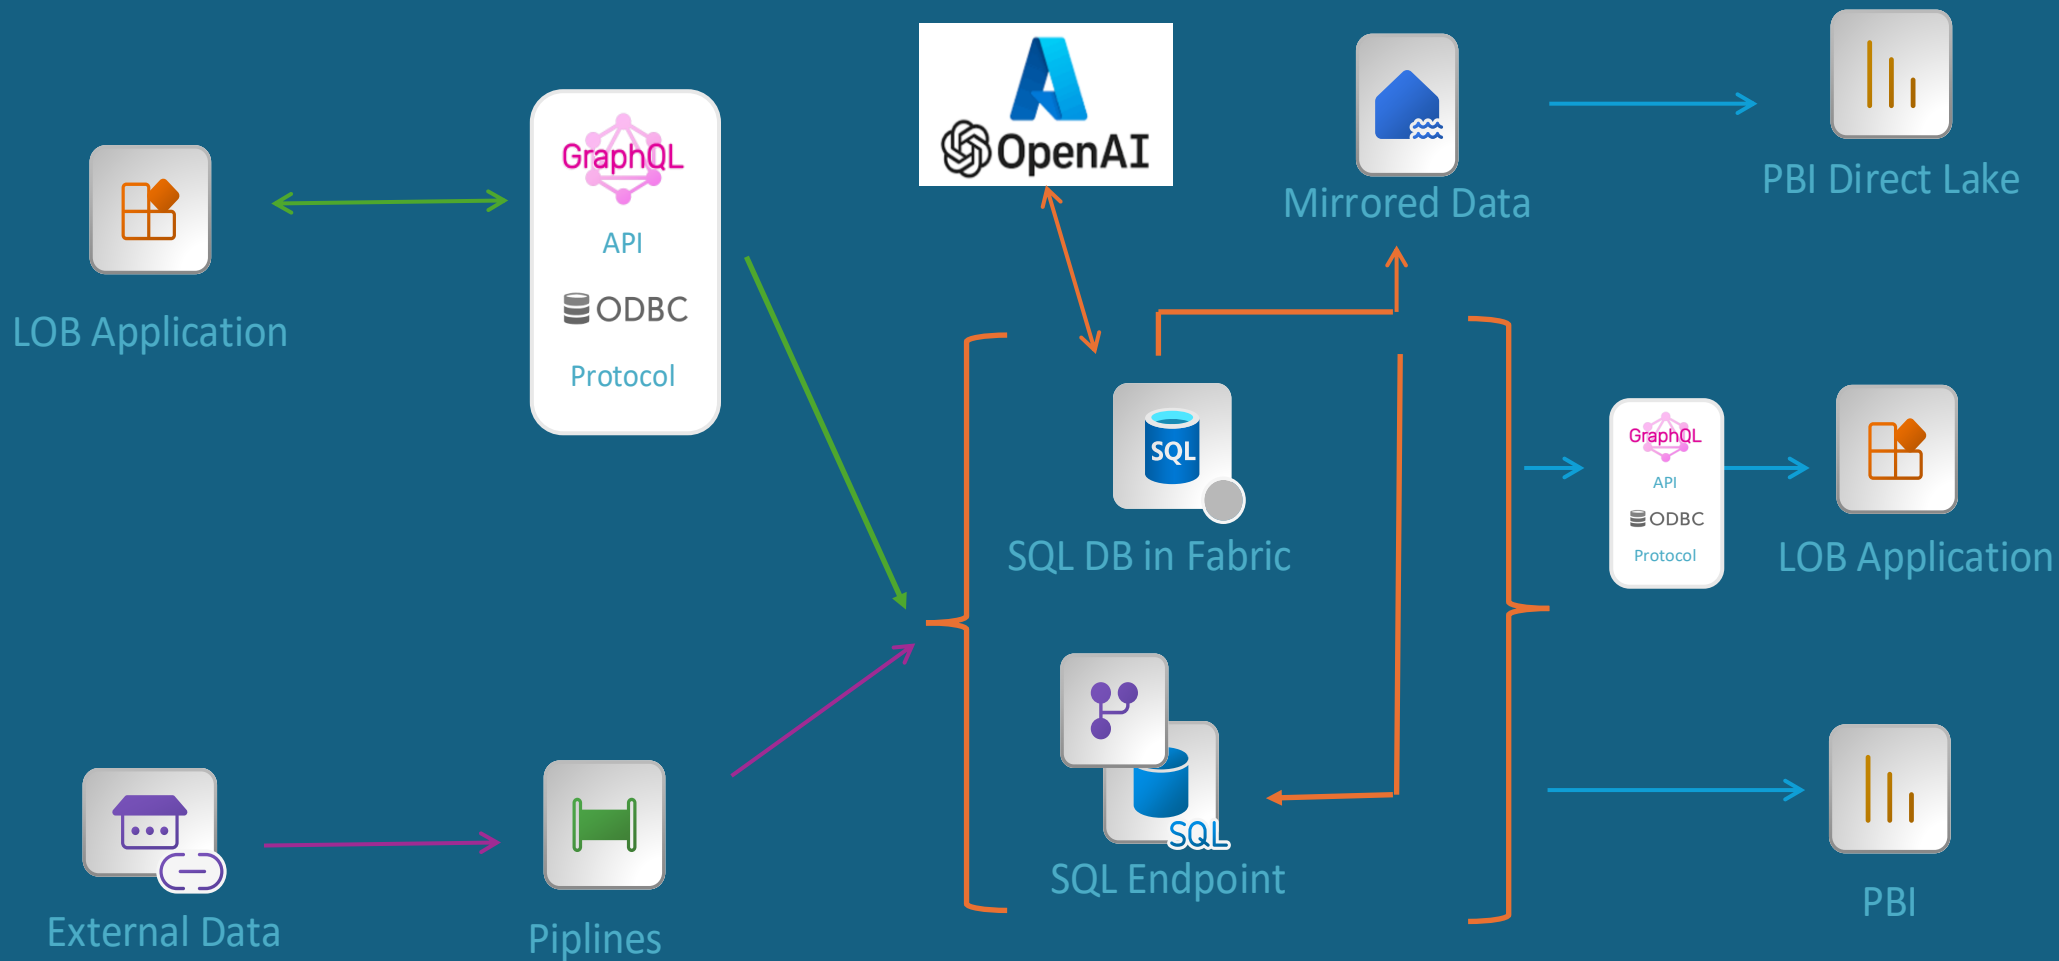 OpenAI
Mirrored Data
PBI Direct Lake
LOB Application
GraphQL
API
ODBC
Protocol
SQL
SQL DB in Fabric
SQL
SQL Endpoint
GraphQL
API
ODBC
Protocol
LOB Application
External Data
Piplines
PBI